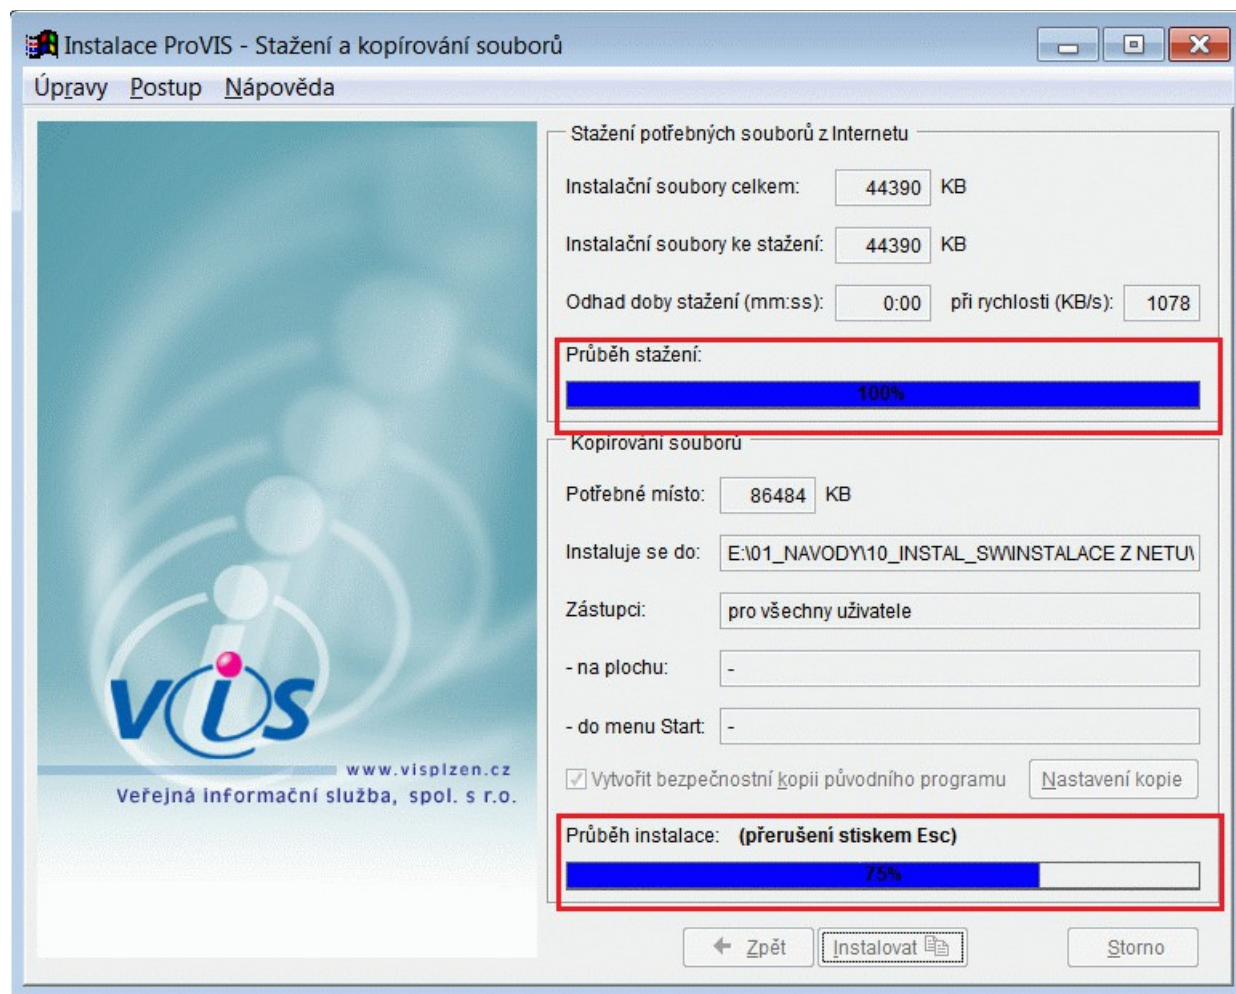 Instalace ProVIS - Stažení a kopírování souborů
Úpravy Postup Nápověda
Stažení potřebných souborů z Internetu
Instalační soubory celkem: 44390 KB
Instalační soubory ke stažení: 44390 KB
Odhad doby stažení (mm:ss): 0:00 při rychlosti (KB/s): 1078
Průběh stažení:
100%
Kopírování souborů
Potřebné místo: 86484 KB
Instaluje se do: E:\01_NAVODY\10_INSTAL_SW\INSTALACE Z NETU\
Zástupci: pro všechny uživatele
- na plochu: -
- do menu Start: -
Vytvořit bezpečnostní kopii původního programu Nastavení kopie
Průběh instalace: (přerušení stiskem Esc)
75%
Zpět Instalovat Storno
vis
www.visplzen.cz
Veřejná informační služba, spol. s r.o.